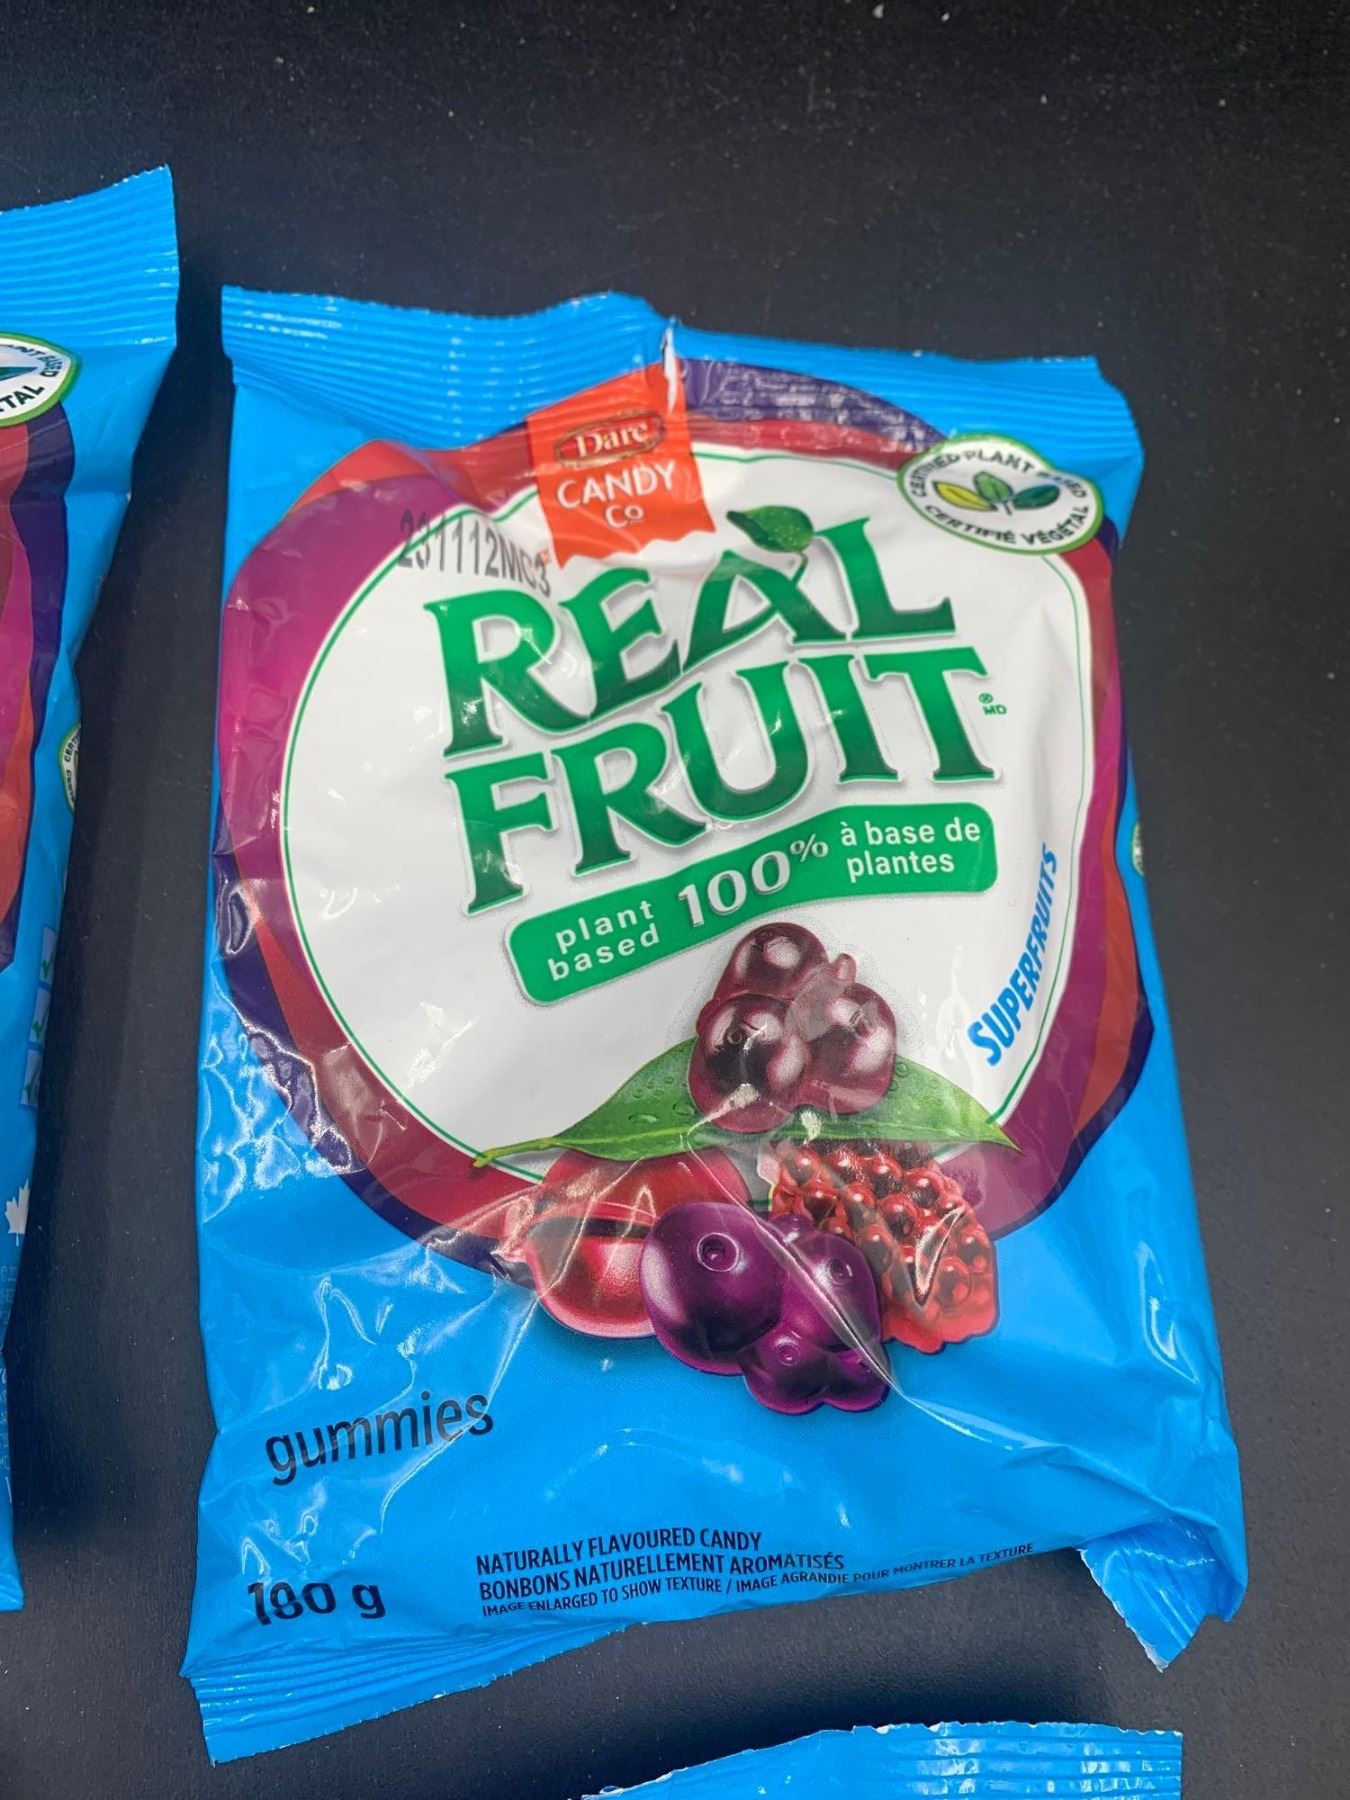 Dare
CANDY
Co
231112MC3
REAL
FRUIT
®
MD
CERTIFIED PLANT BASED
CERTIFIÉ VÉGÉTAL
plant
based
100%
à base de
plantes
SUPERFRUITS
gummies
180 g
NATURALLY FLAVOURED CANDY
BONBONS NATURELLEMENT AROMATISÉS
IMAGE ENLARGED TO SHOW TEXTURE / IMAGE AGRANDIE POUR MONTRER LA TEXTURE